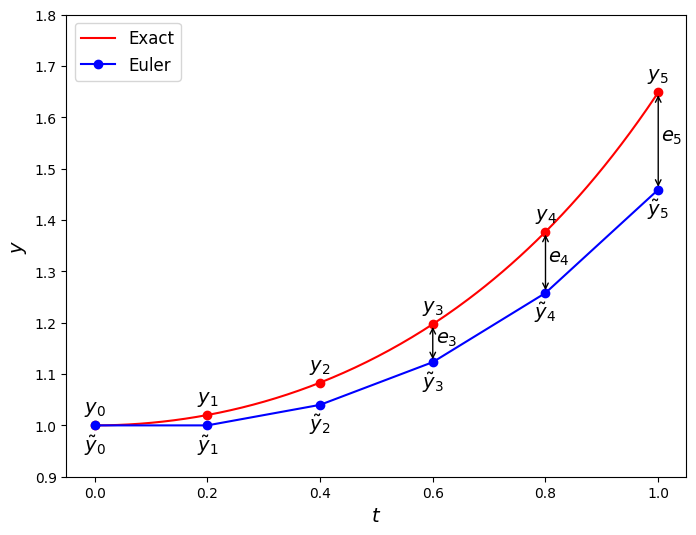 1.8
1.7
1.6
1.5
1.4
1.3
1.2
1.1
1.0
0.9
y
Exact
Euler
y₀
y₁
y₂
y₃
y₄
y₅
ỹ₀
ỹ₁
ỹ₂
ỹ₃
ỹ₄
ỹ₅
e₃
e₄
e₅
0.0 0.2 0.4 0.6 0.8 1.0
t